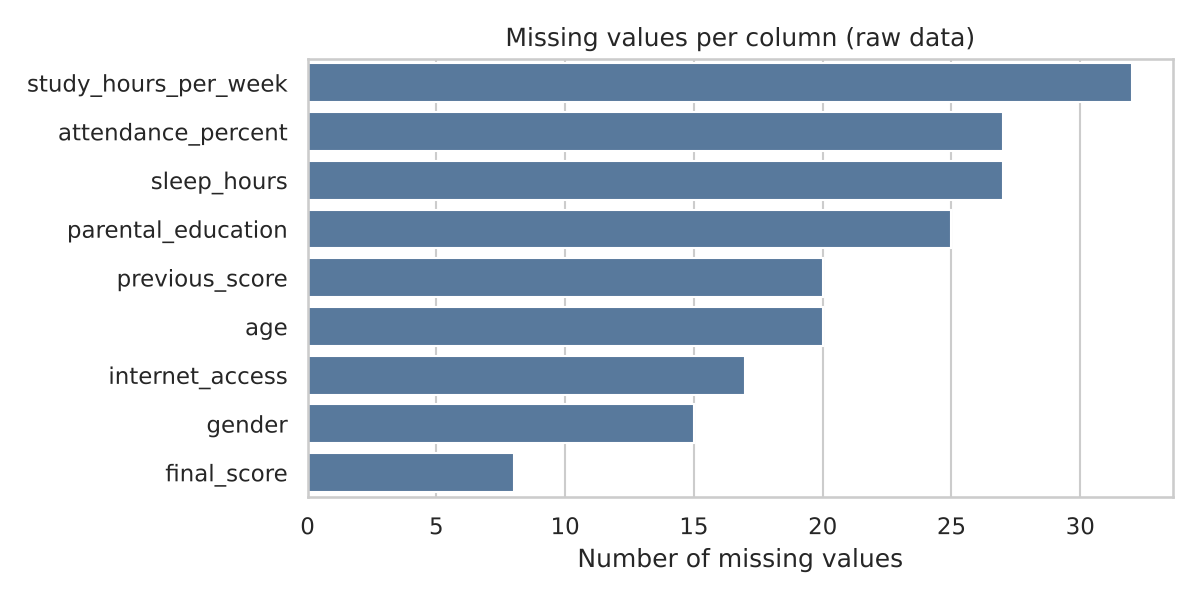 Missing values per column (raw data)
study_hours_per_week
attendance_percent
sleep_hours
parental_education
previous_score
age
internet_access
gender
final_score
0 5 10 15 20 25 30
Number of missing values